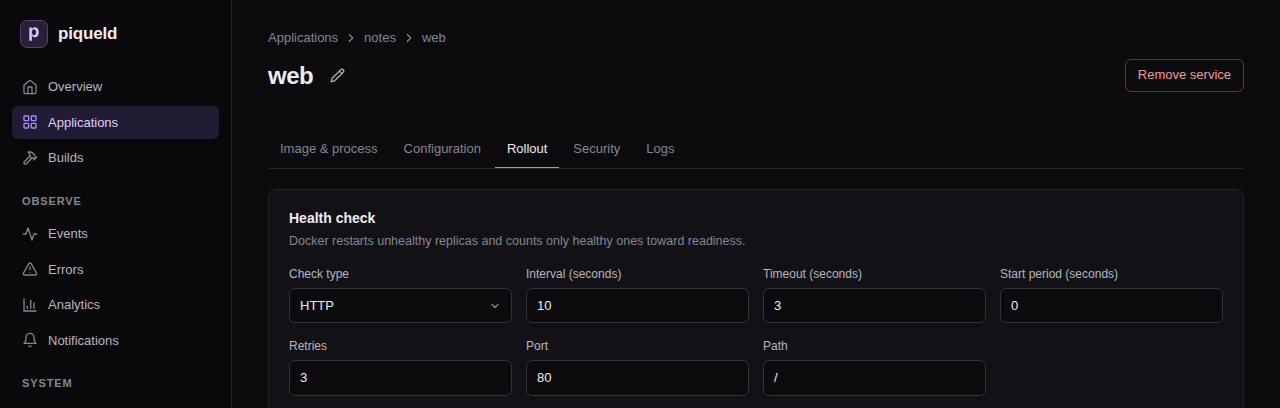 p piqueld
Overview
Applications
Builds
OBSERVE
Events
Errors
Analytics
Notifications
SYSTEM
Applications notes web
web
Remove service
Image & process Configuration Rollout Security Logs
Health check
Docker restarts unhealthy replicas and counts only healthy ones toward readiness.
Check type Interval (seconds) Timeout (seconds) Start period (seconds)
HTTP 10 3 0
Retries Port Path
3 80 /